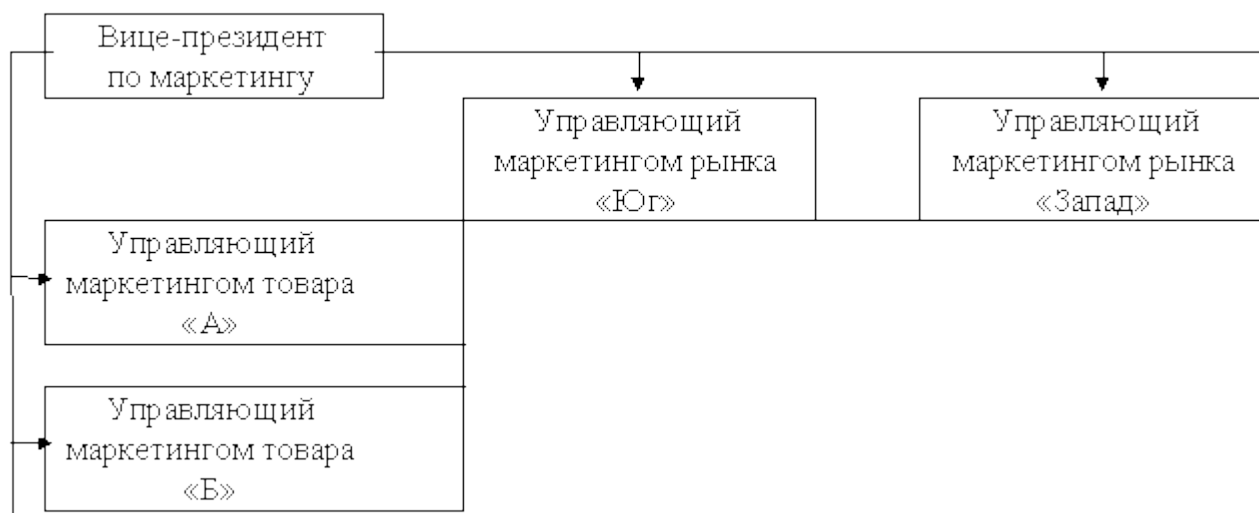 Вице-президент
по маркетингу
Управляющий
маркетингом рынка
«Юг»
Управляющий
маркетингом рынка
«Запад»
Управляющий
маркетингом товара
«А»
Управляющий
маркетингом товара
«Б»